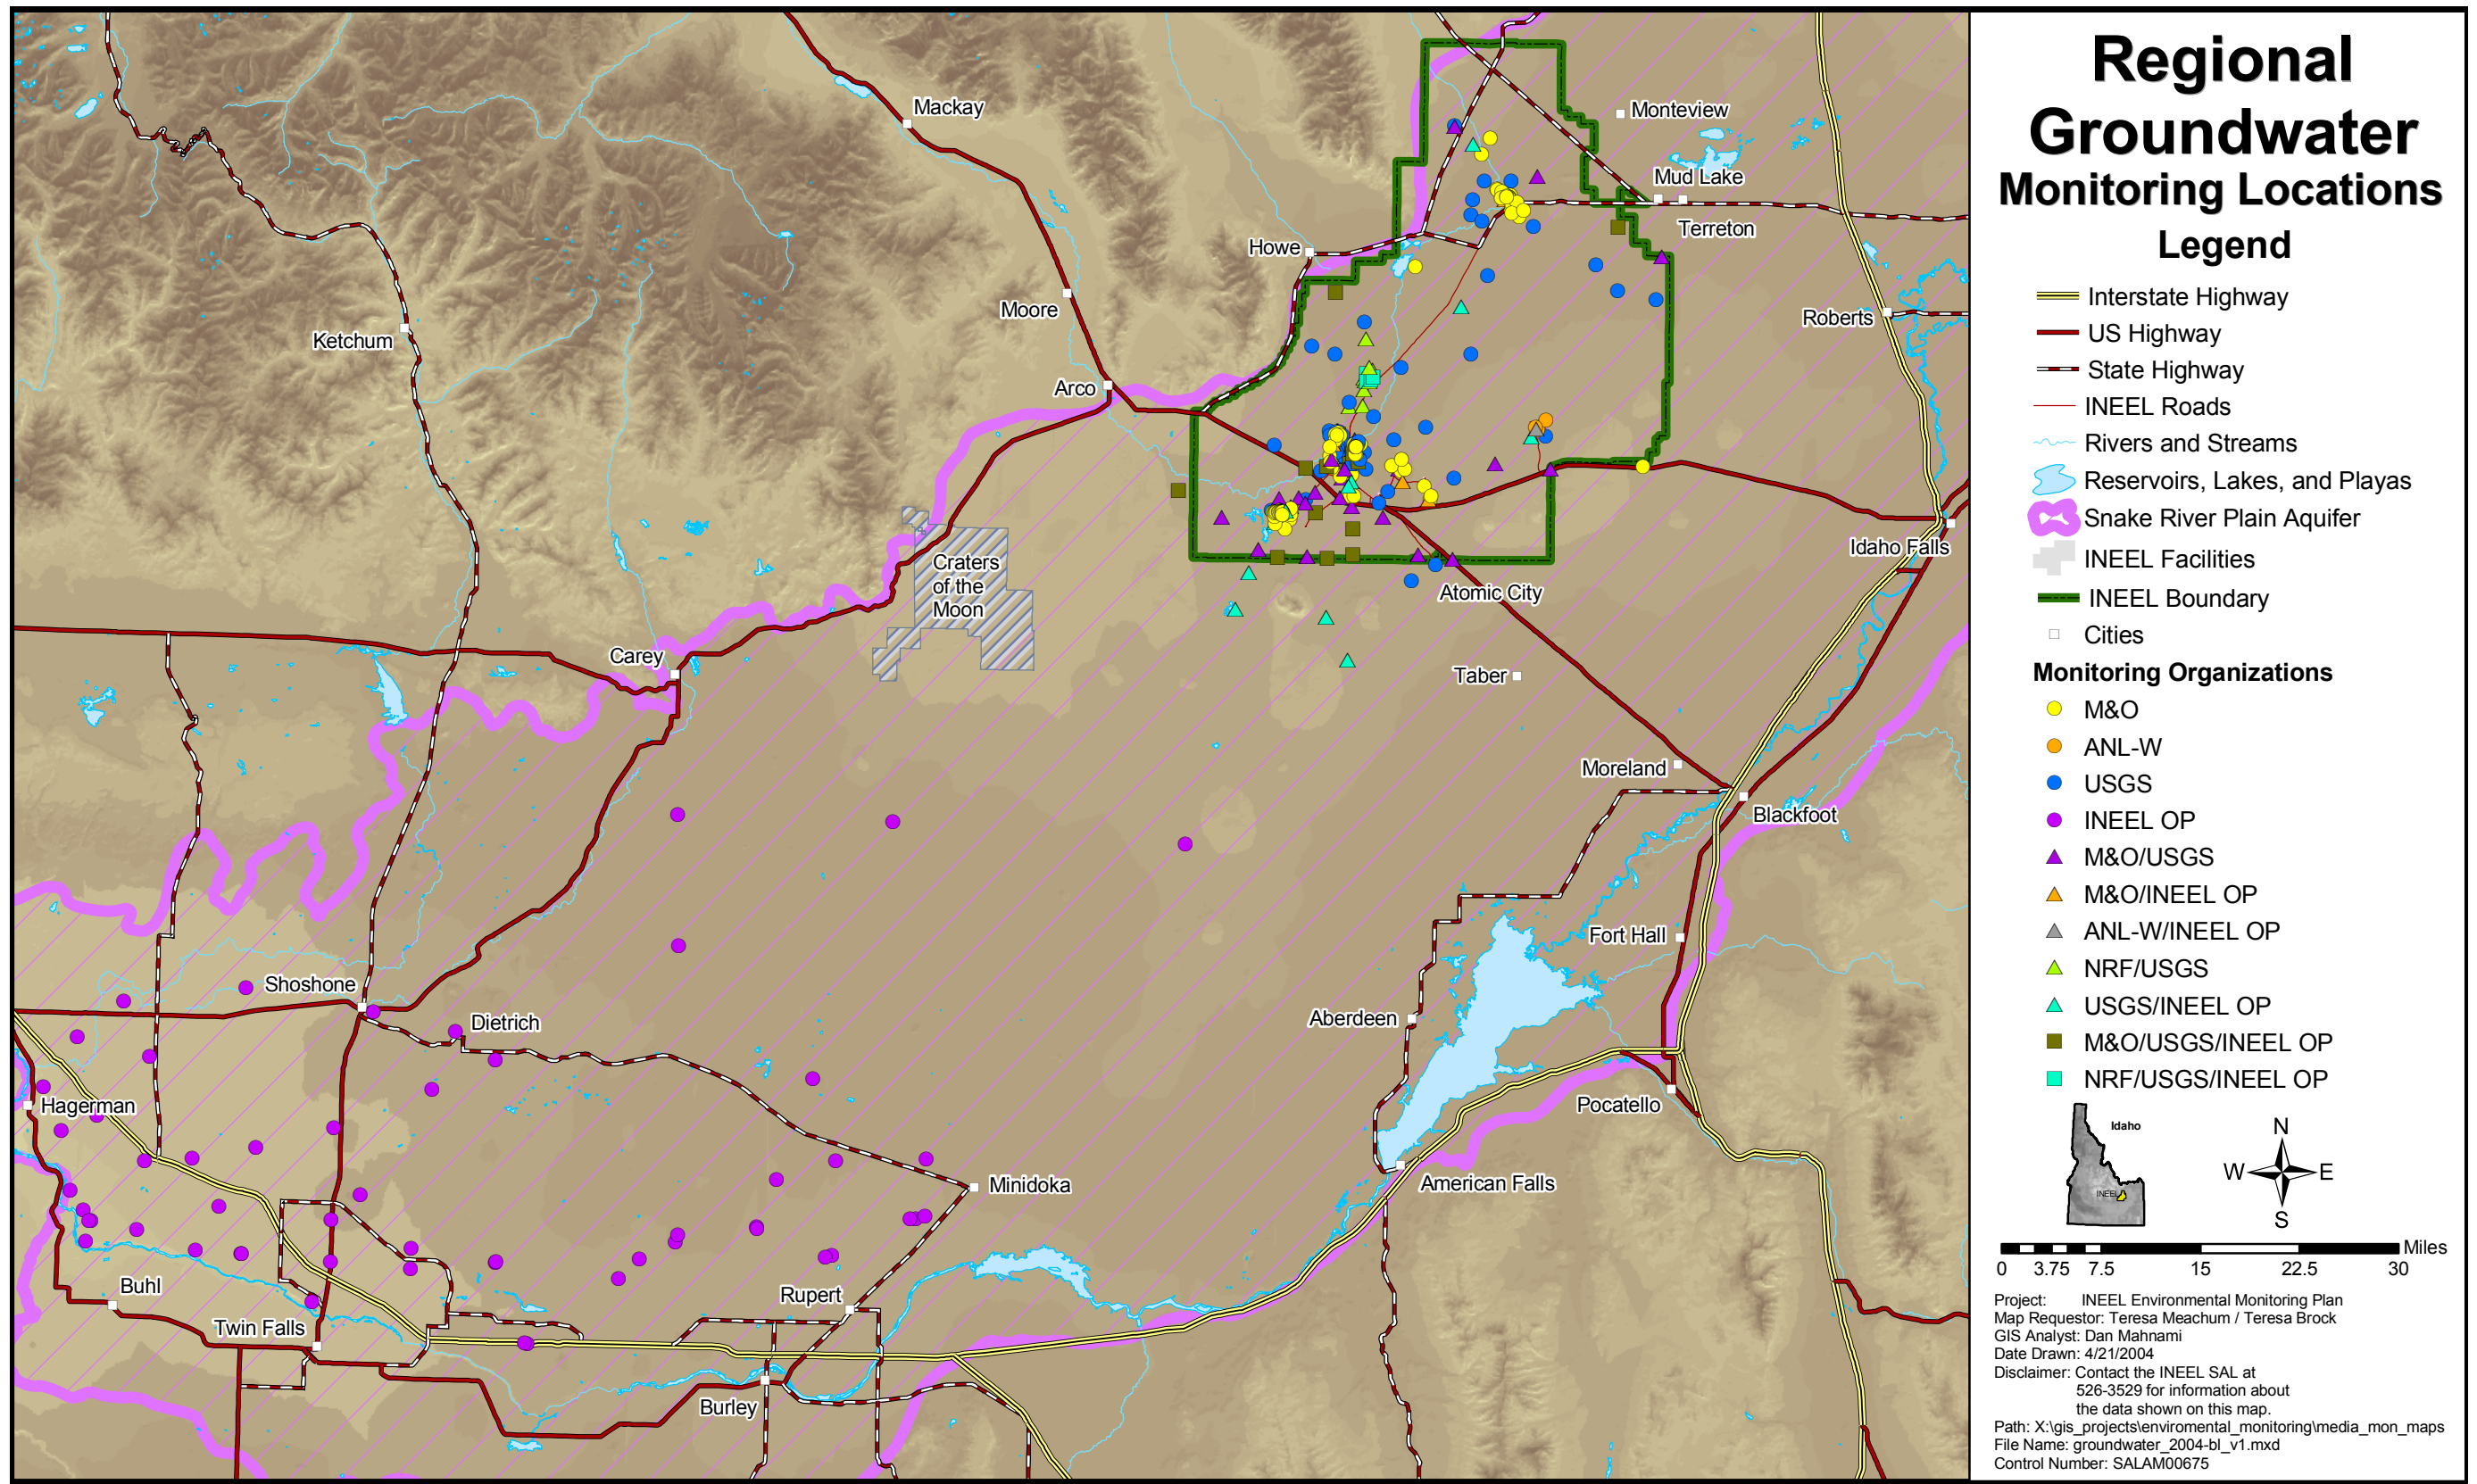 Regional
Groundwater
Monitoring Locations
Legend
Interstate Highway
US Highway
State Highway
INEEL Roads
Rivers and Streams
Reservoirs, Lakes, and Playas
Snake River Plain Aquifer
INEEL Facilities
INEEL Boundary
Cities
Monitoring Organizations
M&O
ANL-W
USGS
INEEL OP
M&O/USGS
M&O/INEEL OP
ANL-W/INEEL OP
NRF/USGS
USGS/INEEL OP
M&O/USGS/INEEL OP
NRF/USGS/INEEL OP
Idaho
INEEL
N
W
E
S
Miles
0 3.75 7.5 15 22.5 30
Project: INEEL Environmental Monitoring Plan
Map Requestor: Teresa Meachum / Teresa Brock
GIS Analyst: Dan Mahnami
Date Drawn: 4/21/2004
Disclaimer: Contact the INEEL SAL at
526-3529 for information about
the data shown on this map.
Path: X:\gis_projects\enviromental_monitoring\media_mon_maps
File Name: groundwater_2004-bl_v1.mxd
Control Number: SALAM00675
Mackay
Monteview
Mud Lake
Terreton
Howe
Moore
Roberts
Ketchum
Arco
Idaho Falls
Craters
of the
Moon
Atomic City
Carey
Taber
Moreland
Blackfoot
Fort Hall
Shoshone
Dietrich
Aberdeen
Hagerman
Pocatello
Minidoka
American Falls
Buhl
Rupert
Twin Falls
Burley